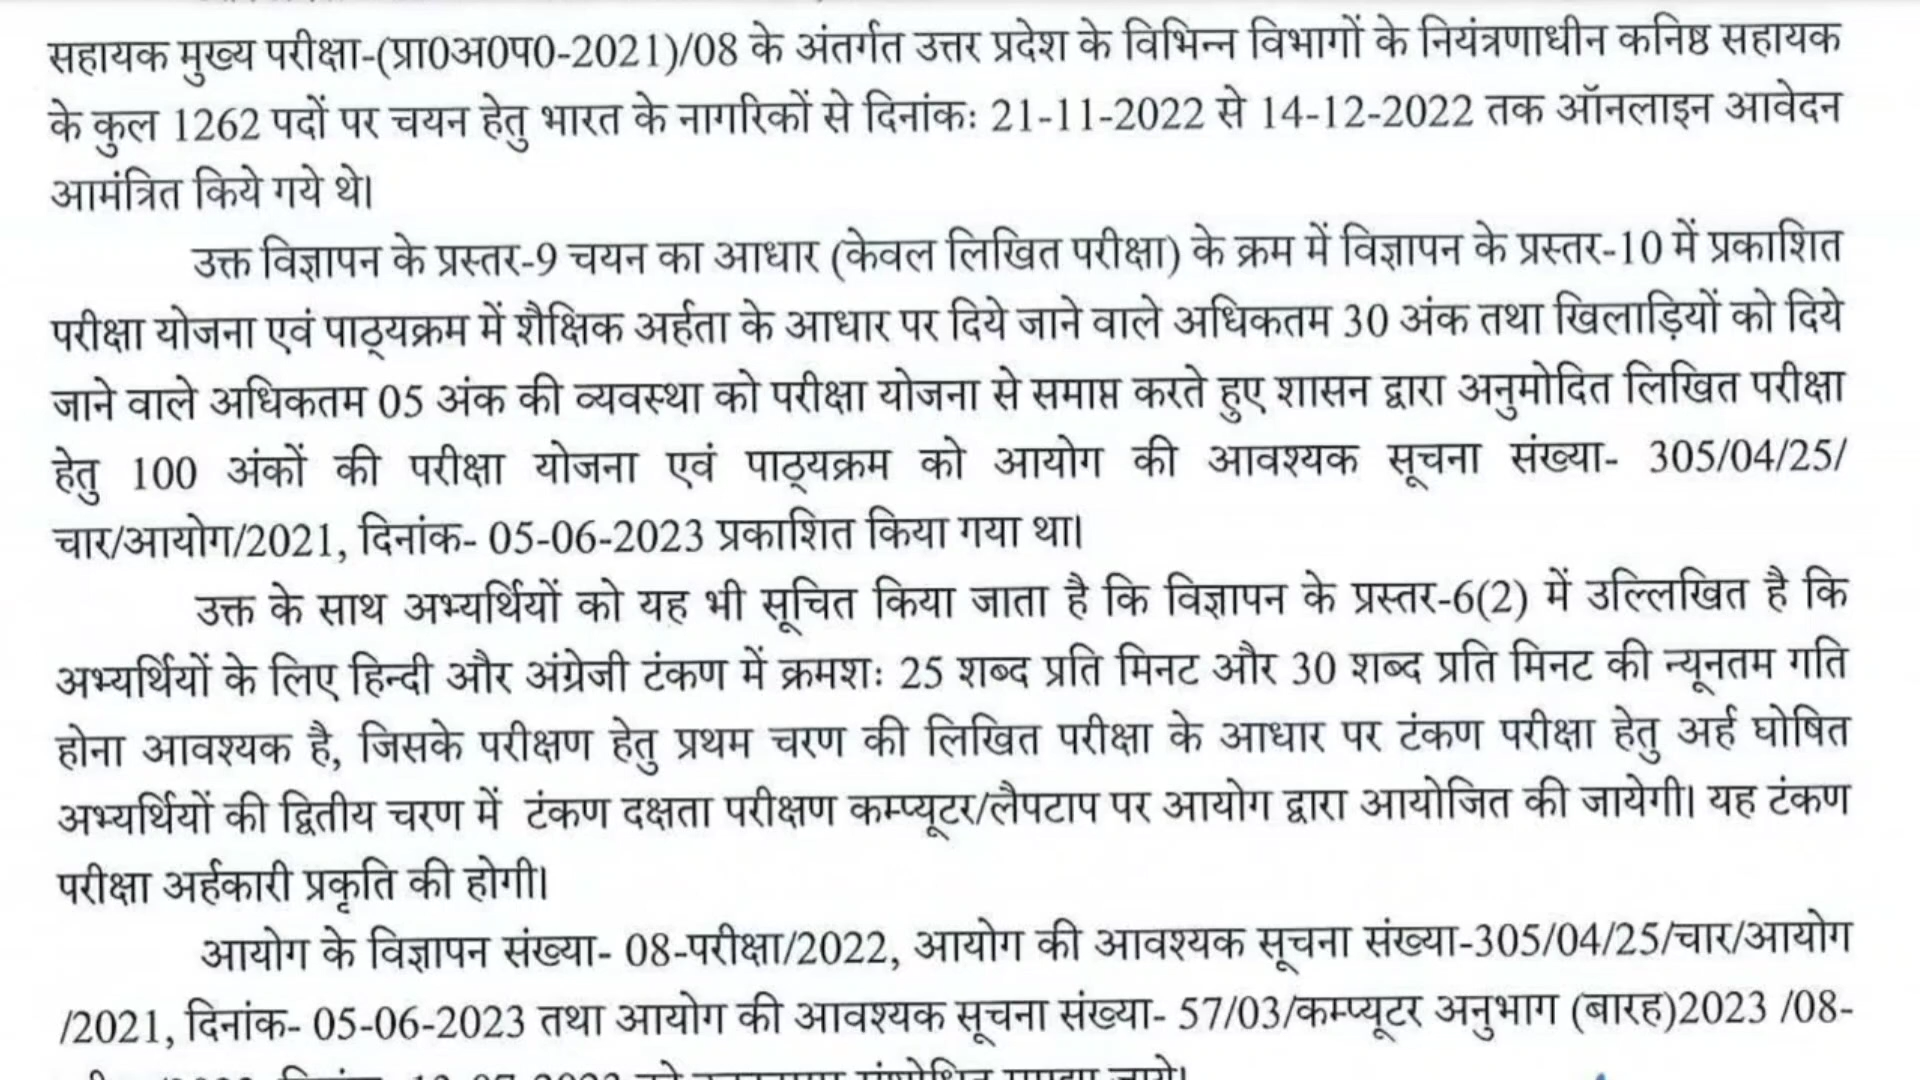 सहायक मुख्य परीक्षा-(प्रा0अ0प0-2021)/08 के अंतर्गत उत्तर प्रदेश के विभिन्न विभागों के नियंत्रणाधीन कनिष्ठ सहायक
के कुल 1262 पदों पर चयन हेतु भारत के नागरिकों से दिनांकः 21-11-2022 से 14-12-2022 तक ऑनलाइन आवेदन
आमंत्रित किये गये थे।
उक्त विज्ञापन के प्रस्तर-9 चयन का आधार (केवल लिखित परीक्षा) के क्रम में विज्ञापन के प्रस्तर-10 में प्रकाशित
परीक्षा योजना एवं पाठ्यक्रम में शैक्षिक अर्हता के आधार पर दिये जाने वाले अधिकतम 30 अंक तथा खिलाड़ियों को दिये
जाने वाले अधिकतम 05 अंक की व्यवस्था को परीक्षा योजना से समाप्त करते हुए शासन द्वारा अनुमोदित लिखित परीक्षा
हेतु 100 अंकों की परीक्षा योजना एवं पाठ्यक्रम को आयोग की आवश्यक सूचना संख्या- 305/04/25/
चार/आयोग/2021, दिनांक- 05-06-2023 प्रकाशित किया गया था।
उक्त के साथ अभ्यर्थियों को यह भी सूचित किया जाता है कि विज्ञापन के प्रस्तर-6(2) में उल्लिखित है कि
अभ्यर्थियों के लिए हिन्दी और अंग्रेजी टंकण में क्रमशः 25 शब्द प्रति मिनट और 30 शब्द प्रति मिनट की न्यूनतम गति
होना आवश्यक है, जिसके परीक्षण हेतु प्रथम चरण की लिखित परीक्षा के आधार पर टंकण परीक्षा हेतु अर्ह घोषित
अभ्यर्थियों की द्वितीय चरण में टंकण दक्षता परीक्षण कम्प्यूटर/लैपटाप पर आयोग द्वारा आयोजित की जायेगी। यह टंकण
परीक्षा अर्हकारी प्रकृति की होगी।
आयोग के विज्ञापन संख्या- 08-परीक्षा/2022, आयोग की आवश्यक सूचना संख्या-305/04/25/चार/आयोग
/2021, दिनांक- 05-06-2023 तथा आयोग की आवश्यक सूचना संख्या- 57/03/कम्प्यूटर अनुभाग (बारह)2023 /08-